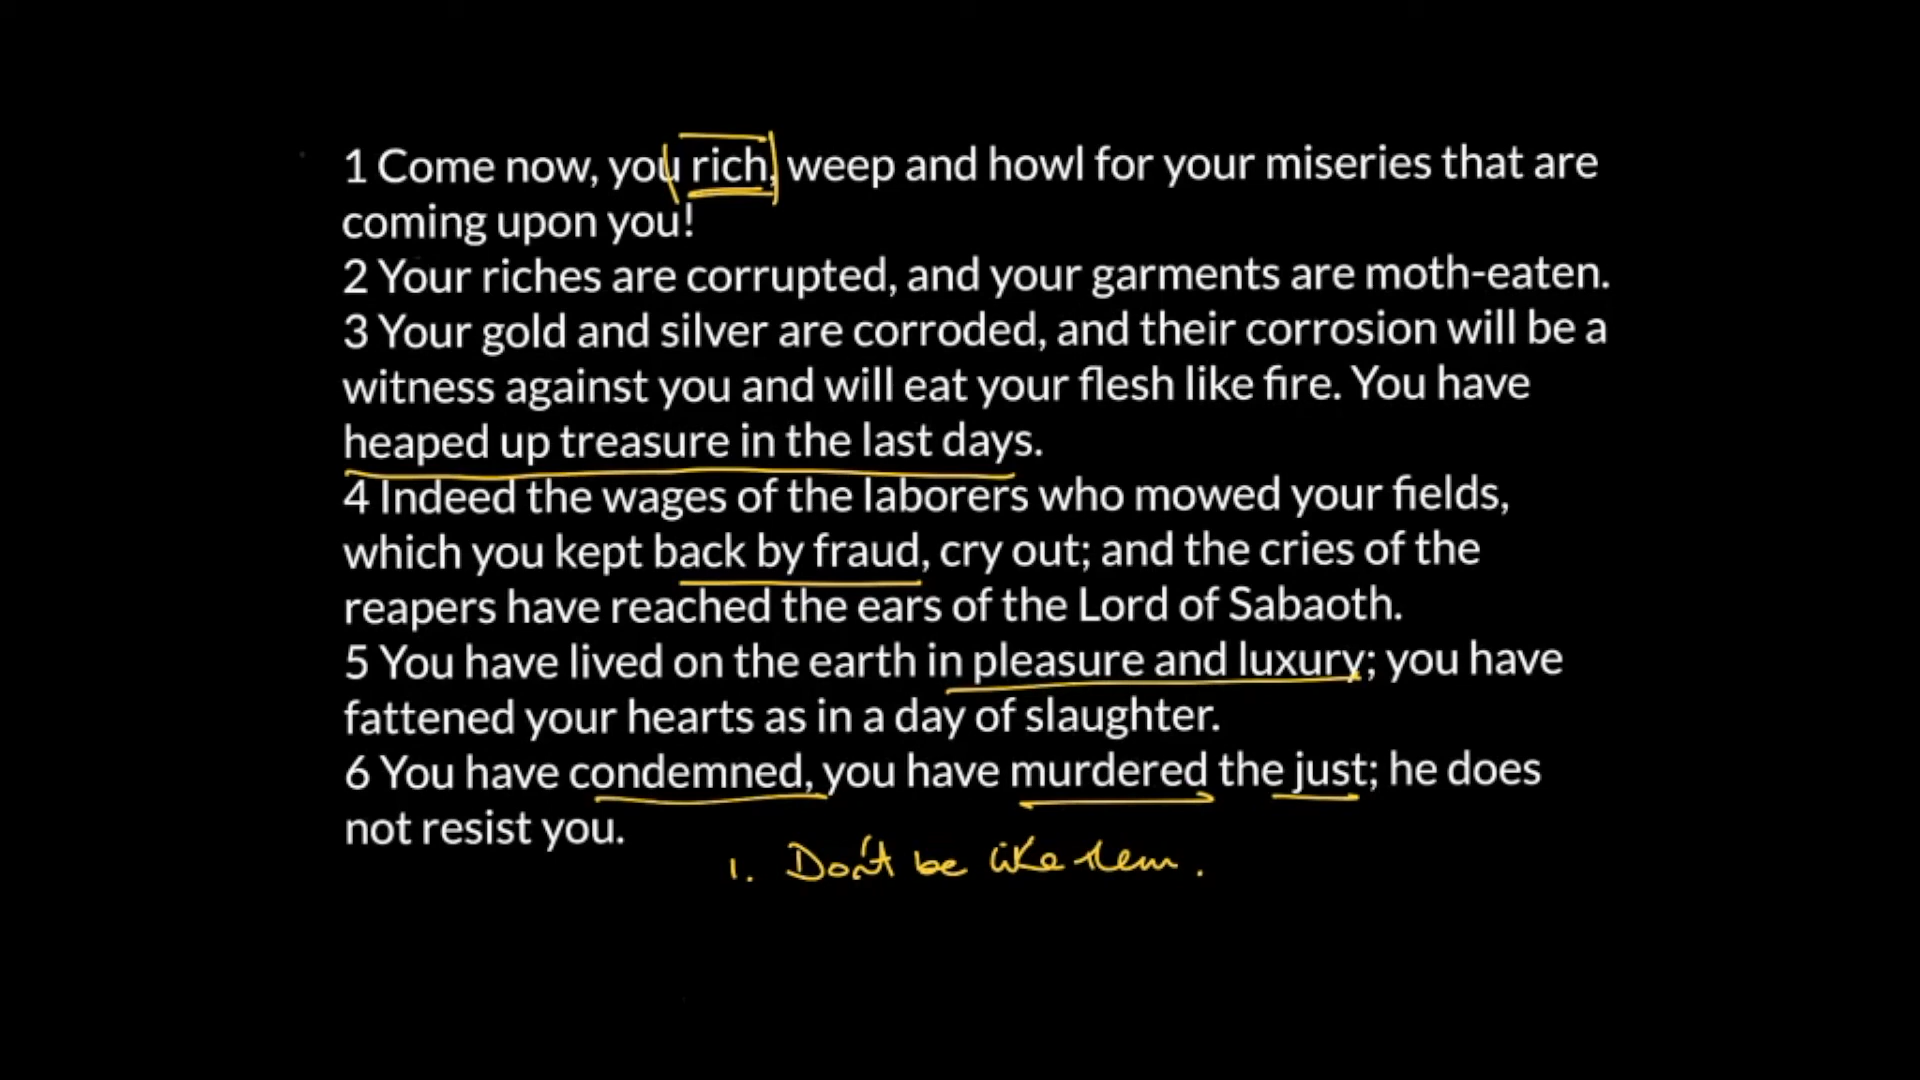 1 Come now, you rich, weep and howl for your miseries that are
coming upon you!
2 Your riches are corrupted, and your garments are moth-eaten.
3 Your gold and silver are corroded, and their corrosion will be a
witness against you and will eat your flesh like fire. You have
heaped up treasure in the last days.
4 Indeed the wages of the laborers who mowed your fields,
which you kept back by fraud, cry out; and the cries of the
reapers have reached the ears of the Lord of Sabaoth.
5 You have lived on the earth in pleasure and luxury; you have
fattened your hearts as in a day of slaughter.
6 You have condemned, you have murdered the just; he does
not resist you.
1. Don't be like them.